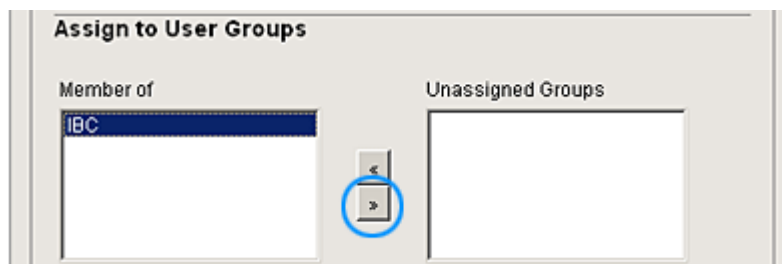 Assign to User Groups
Member of
Unassigned Groups
IBC
«
»